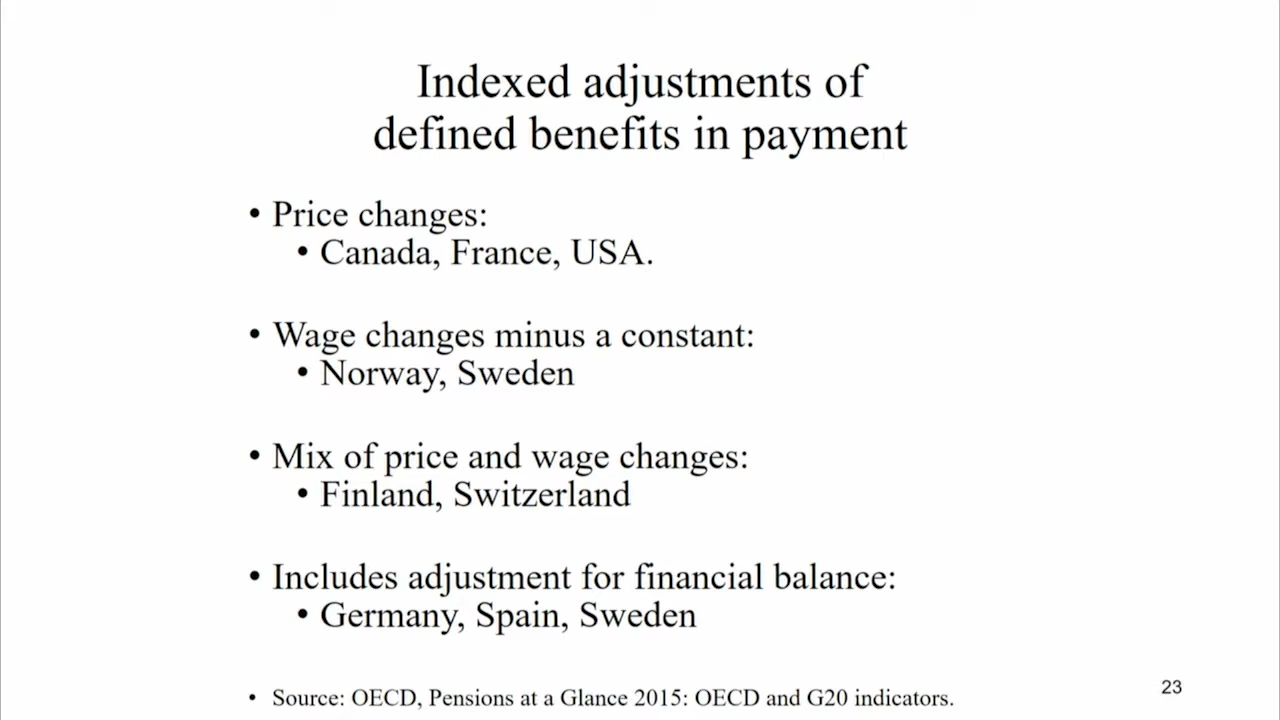 Indexed adjustments of
defined benefits in payment
• Price changes:
• Canada, France, USA.
• Wage changes minus a constant:
• Norway, Sweden
• Mix of price and wage changes:
• Finland, Switzerland
• Includes adjustment for financial balance:
• Germany, Spain, Sweden
• Source: OECD, Pensions at a Glance 2015: OECD and G20 indicators.
23